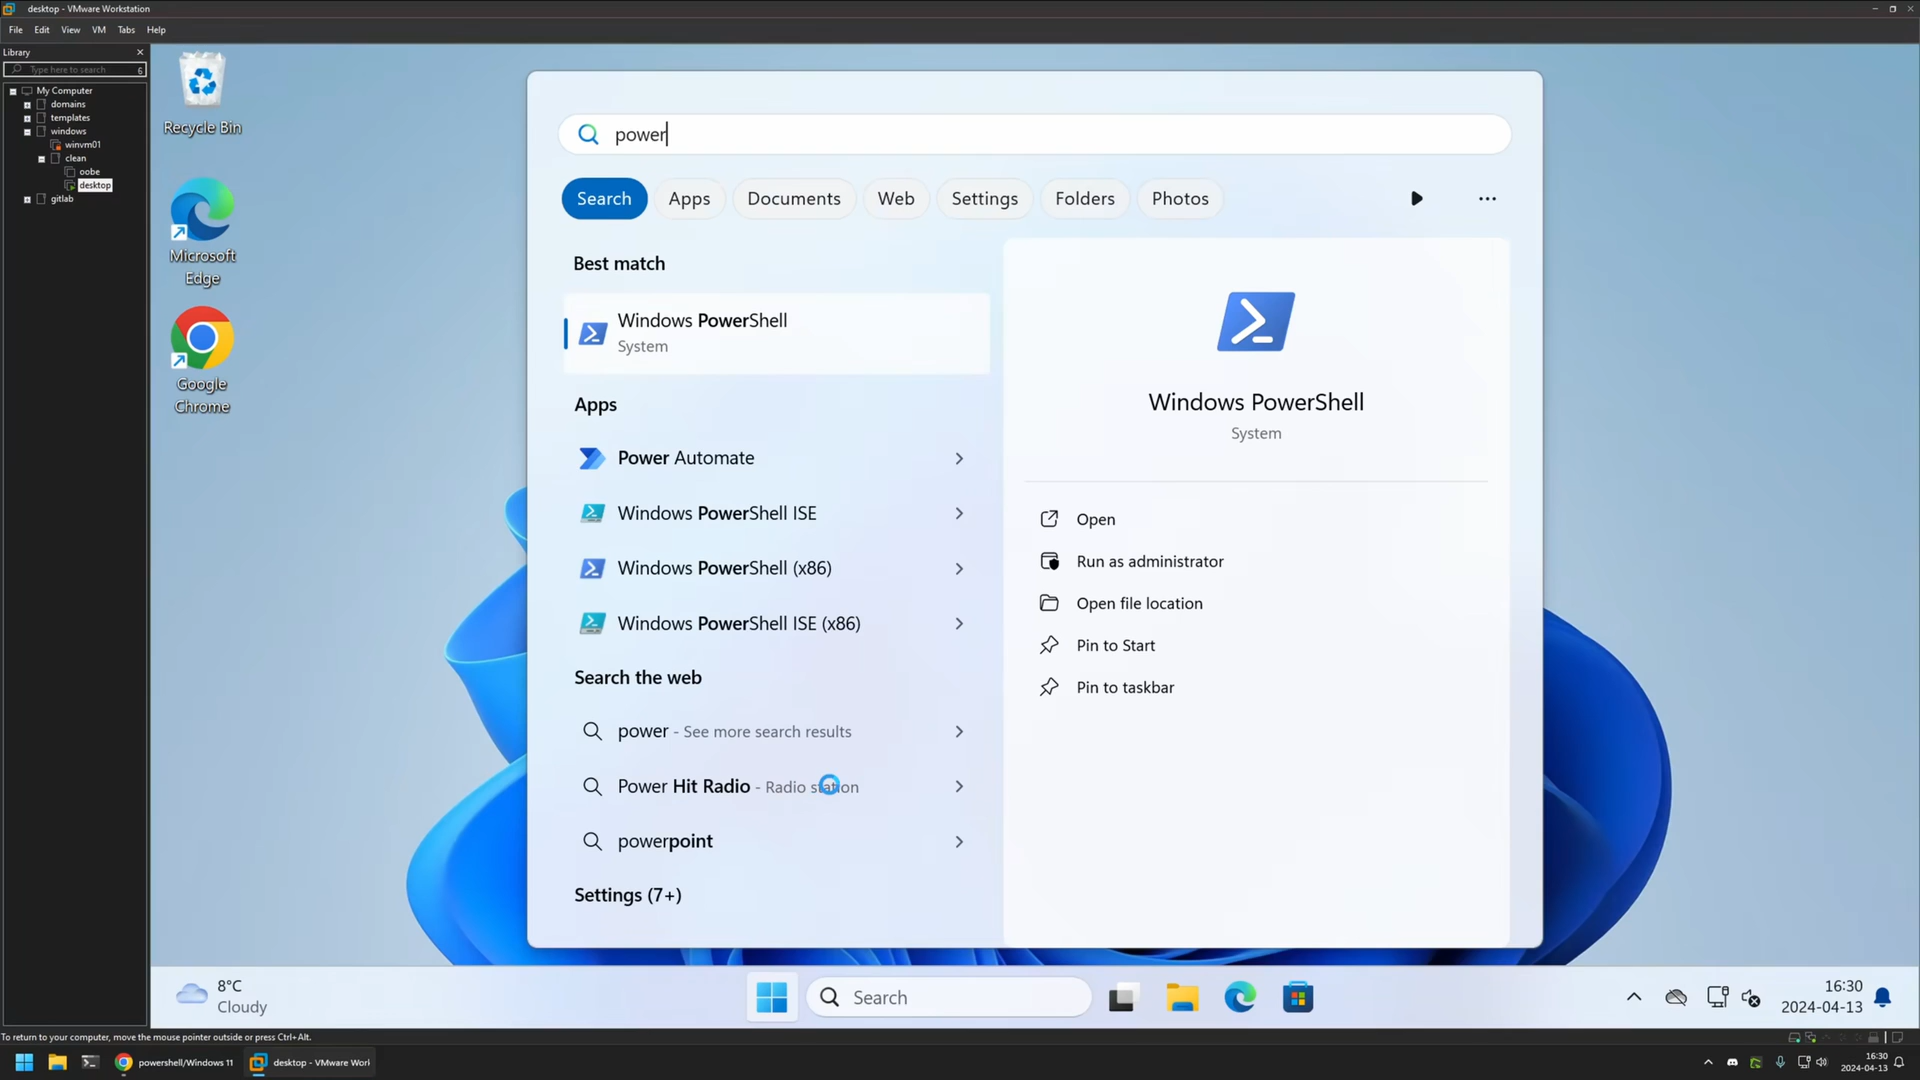 desktop - VMware Workstation
File Edit View VM Tabs Help
Library
Type here to search
My Computer
domains
templates
windows
winvm01
clean
oobe
desktop
gitlab
Recycle Bin
Microsoft
Edge
Google
Chrome
power
Search Apps Documents Web Settings Folders Photos
Best match
Windows PowerShell
System
Apps
Power Automate
Windows PowerShell ISE
Windows PowerShell (x86)
Windows PowerShell ISE (x86)
Search the web
power - See more search results
Power Hit Radio - Radio station
powerpoint
Settings (7+)
Windows PowerShell
System
Open
Run as administrator
Open file location
Pin to Start
Pin to taskbar
8°C
Cloudy
Search
16:30
2024-04-13
To return to your computer, move the mouse pointer outside or press Ctrl+Alt.
powershell/Windows 11
desktop - VMware Work
16:30
2024-04-13